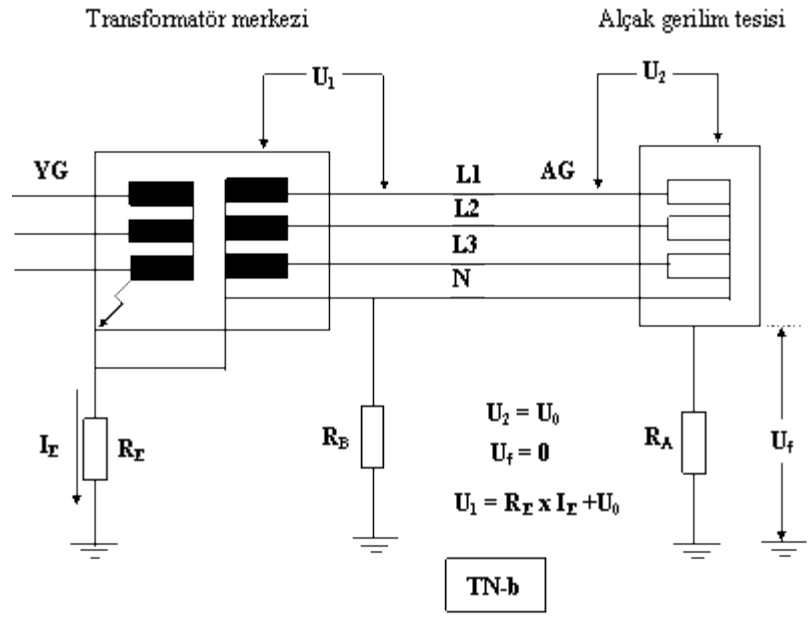 Transformatör merkezi
Alçak gerilim tesisi
U1
U2
YG
L1
AG
L2
L3
N
U2 = U0
Uf = 0
U1 = RE x IE +U0
IE
RE
RB
RA
Uf
TN-b